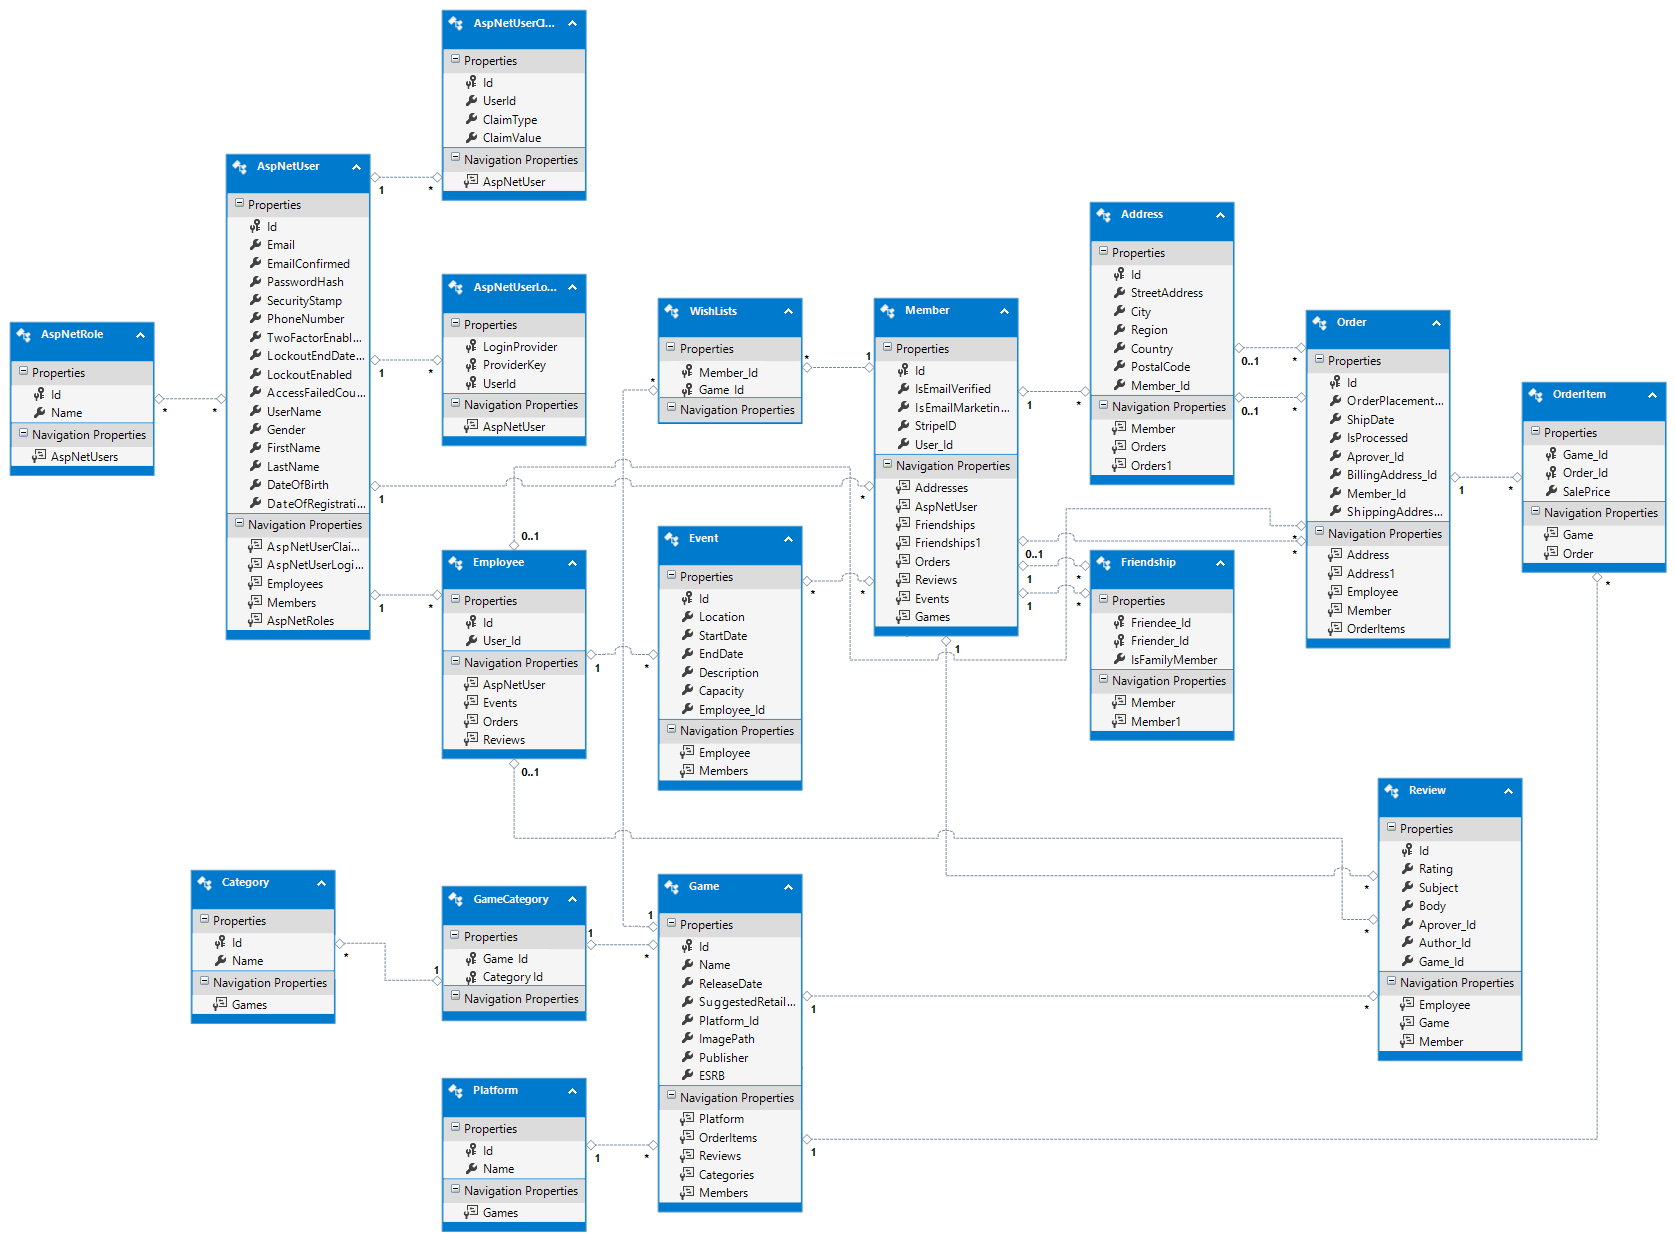 AspNetUserCl...
Properties
Id
UserId
ClaimType
ClaimValue
Navigation Properties
AspNetUser
AspNetUser
Properties
Id
Email
EmailConfirmed
PasswordHash
SecurityStamp
PhoneNumber
TwoFactorEnabl...
LockoutEndDate...
LockoutEnabled
AccessFailedCou...
UserName
Gender
FirstName
LastName
DateOfBirth
DateOfRegistrati...
Navigation Properties
AspNetUserClai...
AspNetUserLogi...
Employees
Members
AspNetRoles
1
*
AspNetUserLo...
Properties
LoginProvider
ProviderKey
UserId
Navigation Properties
AspNetUser
1
*
AspNetRole
Properties
Id
Name
Navigation Properties
AspNetUsers
*
*
WishLists
Properties
Member_Id
Game Id
Navigation Properties
*
1
*
Member
Properties
Id
IsEmailVerified
IsEmailMarketin...
StripeID
User_Id
Navigation Properties
Addresses
AspNetUser
Friendships
Friendships1
Orders
Reviews
Events
Games
1
*
1
*
Address
Properties
Id
StreetAddress
City
Region
Country
PostalCode
Member_Id
Navigation Properties
Member
Orders
Orders1
0..1
*
0..1
*
Order
Properties
Id
OrderPlacement...
ShipDate
IsProcessed
Aprover_Id
BillingAddress_Id
Member_Id
ShippingAddres...
Navigation Properties
Address
Address1
Employee
Member
OrderItems
1
*
OrderItem
Properties
Game_Id
Order_Id
SalePrice
Navigation Properties
Game
Order
*
0..1
Employee
Properties
Id
User_Id
Navigation Properties
AspNetUser
Events
Orders
Reviews
1
*
1
*
0..1
Event
Properties
Id
Location
StartDate
EndDate
Description
Capacity
Employee_Id
Navigation Properties
Employee
Members
*
*
0..1
*
*
1
*
1
*
1
Friendship
Properties
Friendee_Id
Friender_Id
IsFamilyMember
Navigation Properties
Member
Member1
Review
Properties
Id
Rating
Subject
Body
Aprover_Id
Author_Id
Game_Id
Navigation Properties
Employee
Game
Member
*
*
*
Category
Properties
Id
Name
Navigation Properties
Games
*
1
GameCategory
Properties
Game Id
Category Id
Navigation Properties
1
*
1
Game
Properties
Id
Name
ReleaseDate
SuggestedRetail...
Platform_Id
ImagePath
Publisher
ESRB
Navigation Properties
Platform
OrderItems
Reviews
Categories
Members
1
1
Platform
Properties
Id
Name
Navigation Properties
Games
1
*